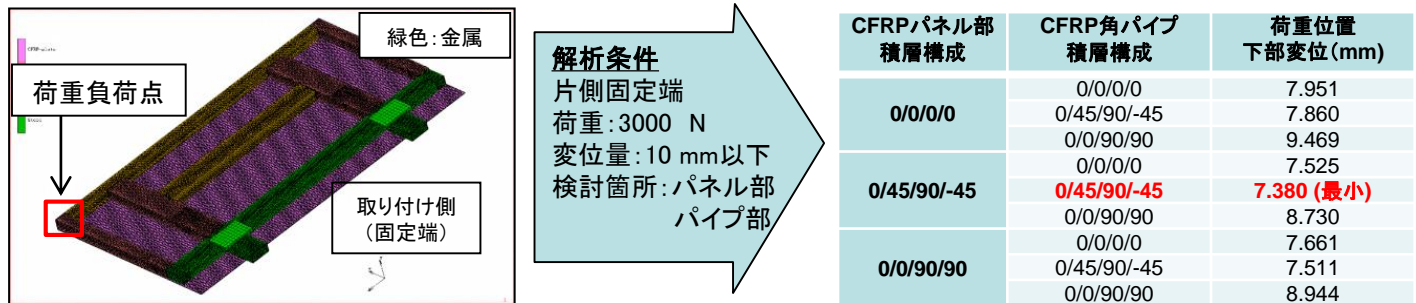 CFRP-plate
緑色：金属
荷重負荷点
取り付け側
（固定端）
解析条件
片側固定端
荷重：3000 N
変位量：10 mm以下
検討箇所：パネル部
パイプ部
CFRPパネル部 CFRP角パイプ 荷重位置
積層構成 積層構成 下部変位（mm）
0/0/0/0 7.951
0/0/0/0 0/45/90/-45 7.860
0/0/90/90 9.469
0/0/0/0 7.525
0/45/90/-45 0/45/90/-45 7.380 (最小)
0/0/90/90 8.730
0/0/0/0 7.661
0/0/90/90 0/45/90/-45 7.511
0/0/90/90 8.944